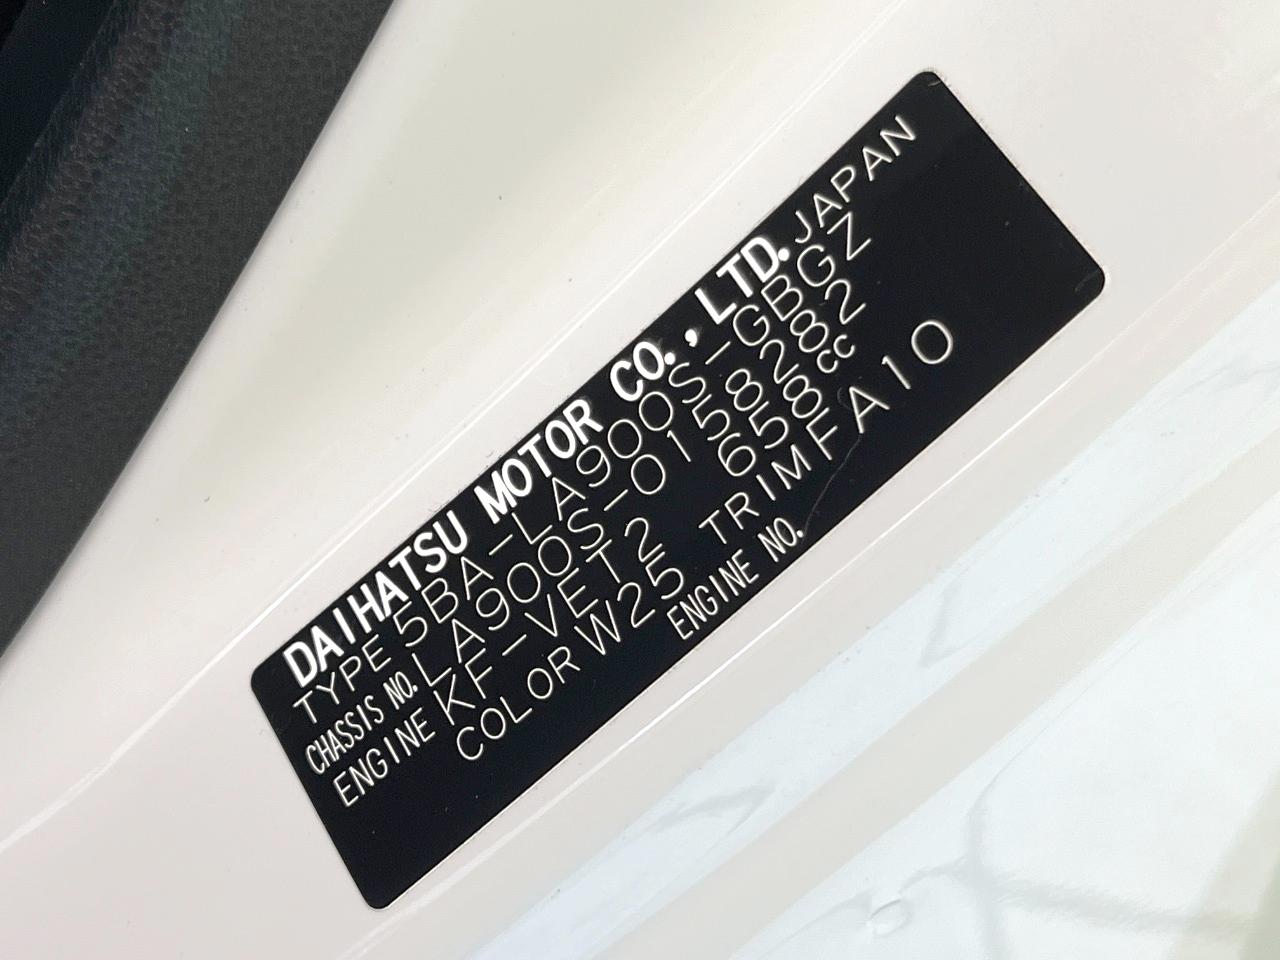 DAIHATSU MOTOR CO., LTD. JAPAN
TYPE 5BA-LA900S-GBGZ
CHASSIS NO. LA900S-0158282
ENGINE KF-VET2 658cc
COLOR W25 TRIM FA10
ENGINE NO.